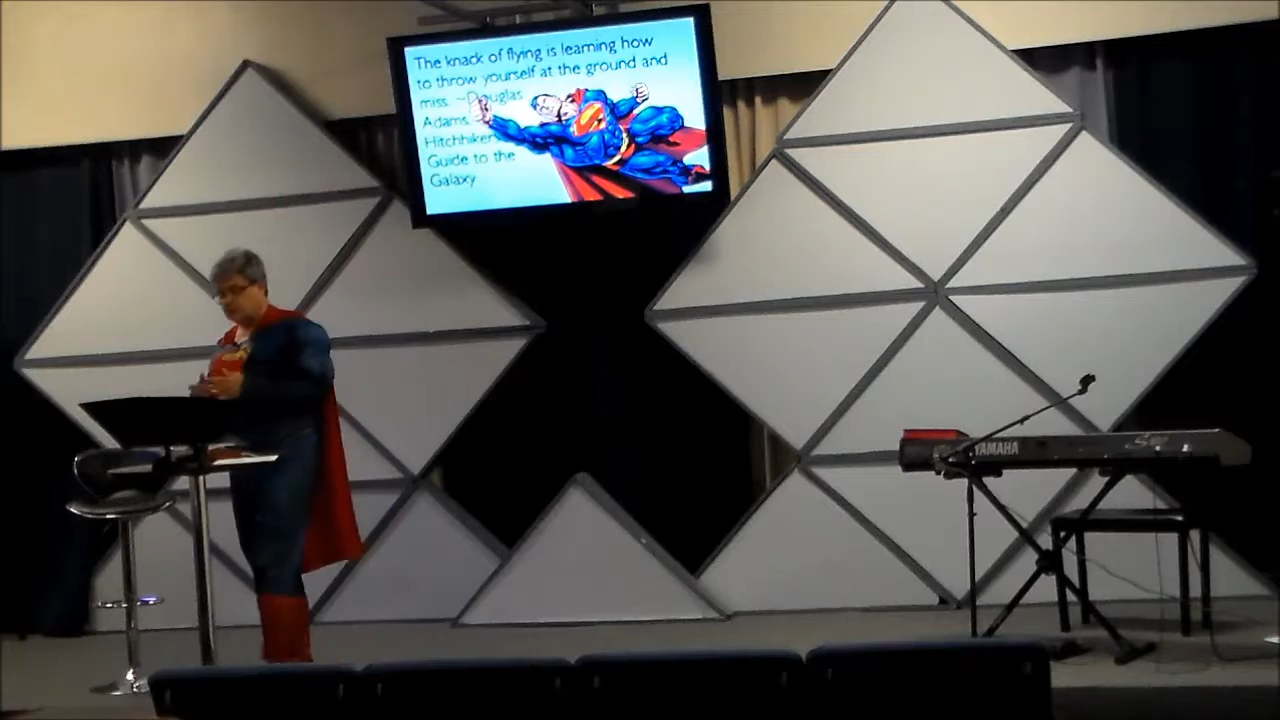 The knack of flying is learning how
to throw yourself at the ground and
miss. ~Douglas
Adams.
Hitchhikers
Guide to the
Galaxy
YAMAHA